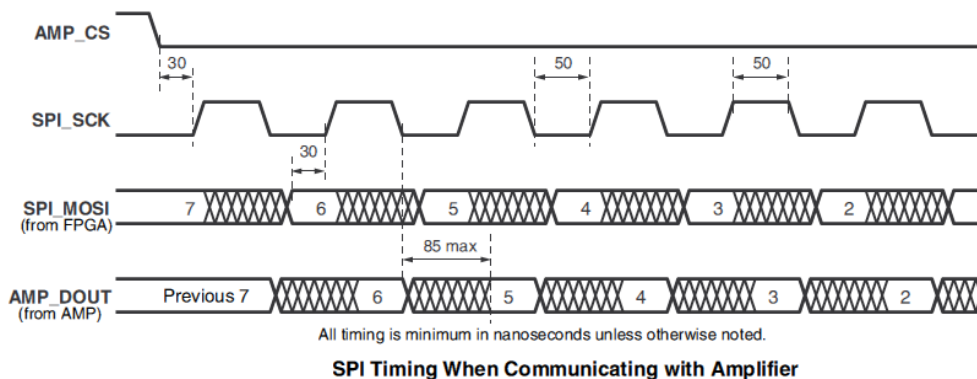 AMP_CS
30
50
50
SPI_SCK
30
SPI_MOSI
(from FPGA)
7 6 5 4 3 2
85 max
AMP_DOUT
(from AMP)
Previous 7 6 5 4 3 2
All timing is minimum in nanoseconds unless otherwise noted.
SPI Timing When Communicating with Amplifier